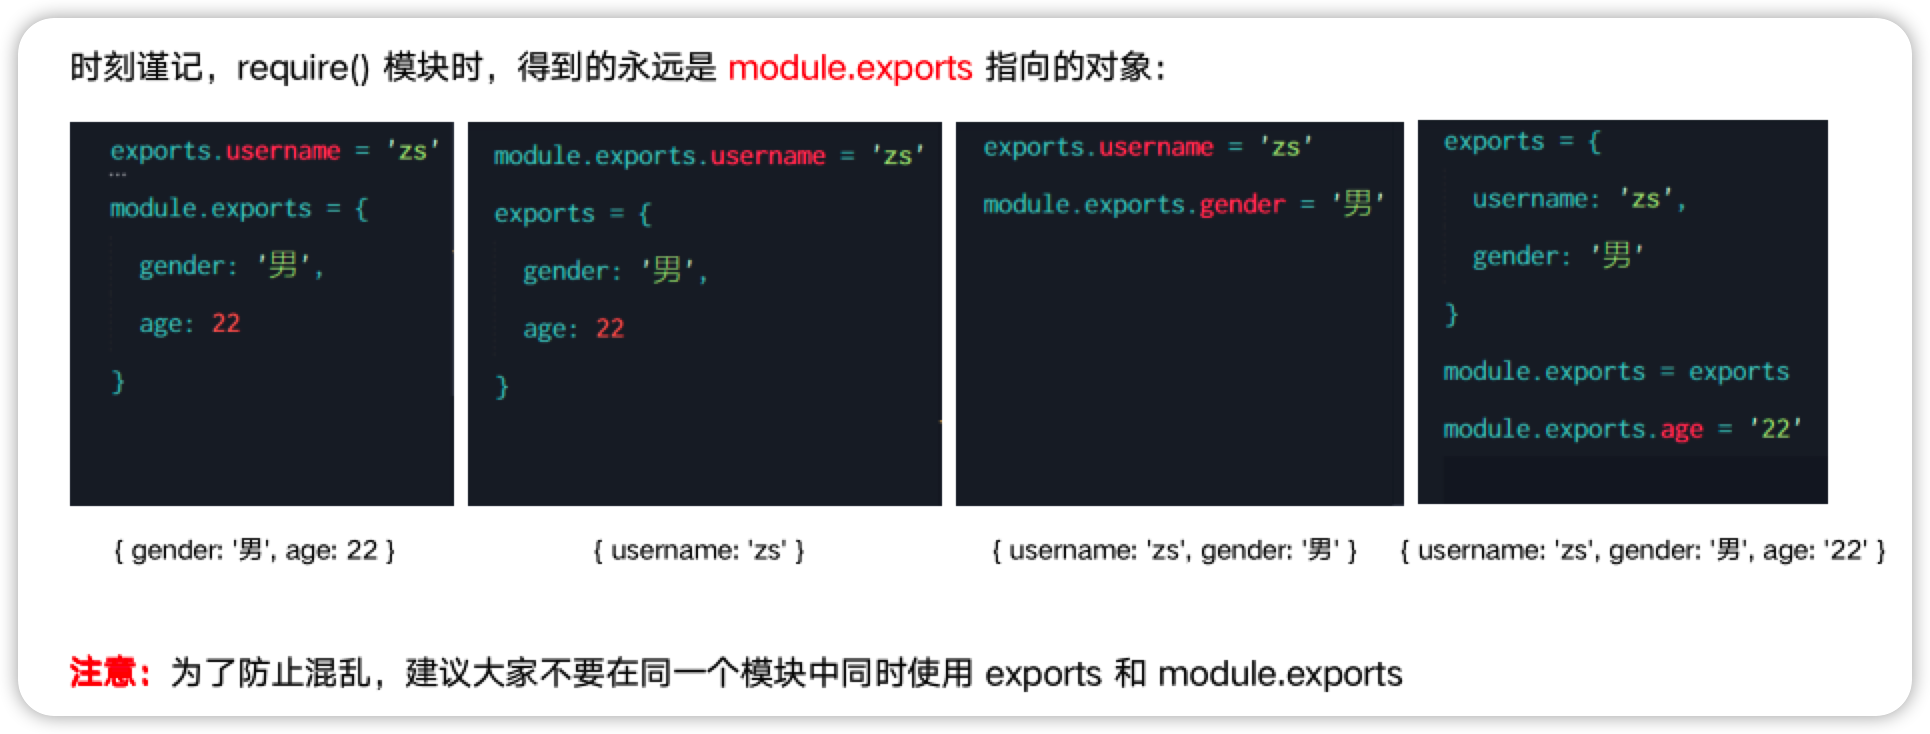 时刻谨记，require() 模块时，得到的永远是 module.exports 指向的对象：
exports.username = 'zs'
module.exports = {
gender: '男',
age: 22
}
module.exports.username = 'zs'
exports = {
gender: '男',
age: 22
}
exports.username = 'zs'
module.exports.gender = '男'
exports = {
username: 'zs',
gender: '男'
}
module.exports = exports
module.exports.age = '22'
{ gender: '男', age: 22 }
{ username: 'zs' }
{ username: 'zs', gender: '男' }
{ username: 'zs', gender: '男', age: '22' }
注意：为了防止混乱，建议大家不要在同一个模块中同时使用 exports 和 module.exports